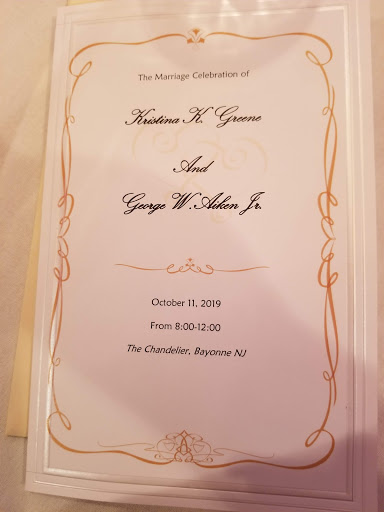 The Marriage Celebration of
Kristina K. Greene
And
George W. Aiken Jr.
October 11, 2019
From 8:00-12:00
The Chandelier, Bayonne NJ